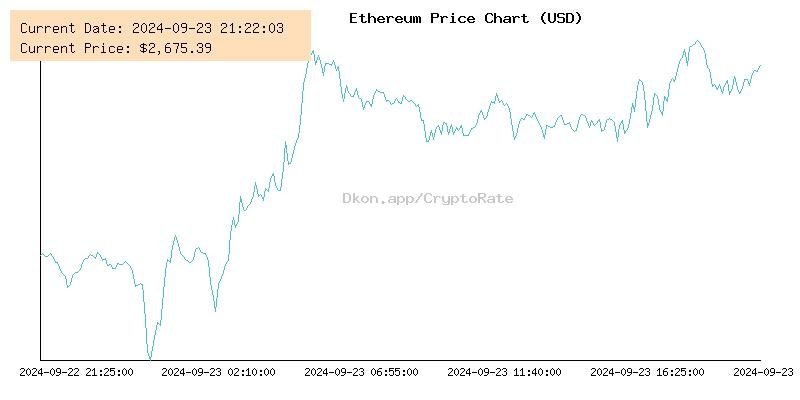 Ethereum Price Chart (USD)
Current Date: 2024-09-23 21:22:03
Current Price: $2,675.39
Dkon.app/CryptoRate
2024-09-22 21:25:00 2024-09-23 02:10:00 2024-09-23 06:55:00 2024-09-23 11:40:00 2024-09-23 16:25:00 2024-09-23